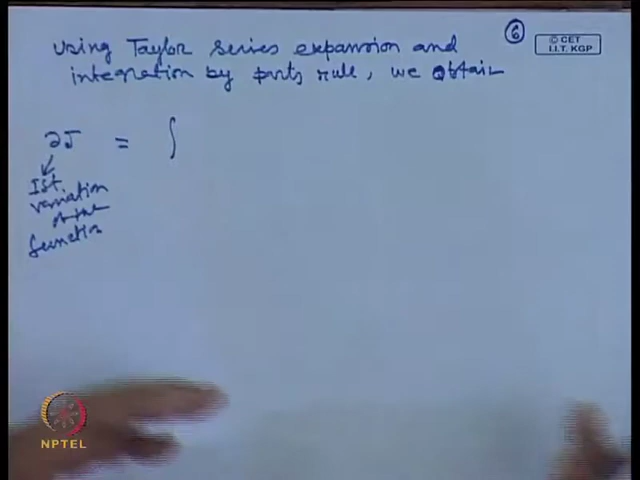 Using Taylor series expansion and
integration by parts rule, we obtain
6
© CET
I.I.T. KGP
∂J = ∫
Ist
variation
of the
function
NPTEL